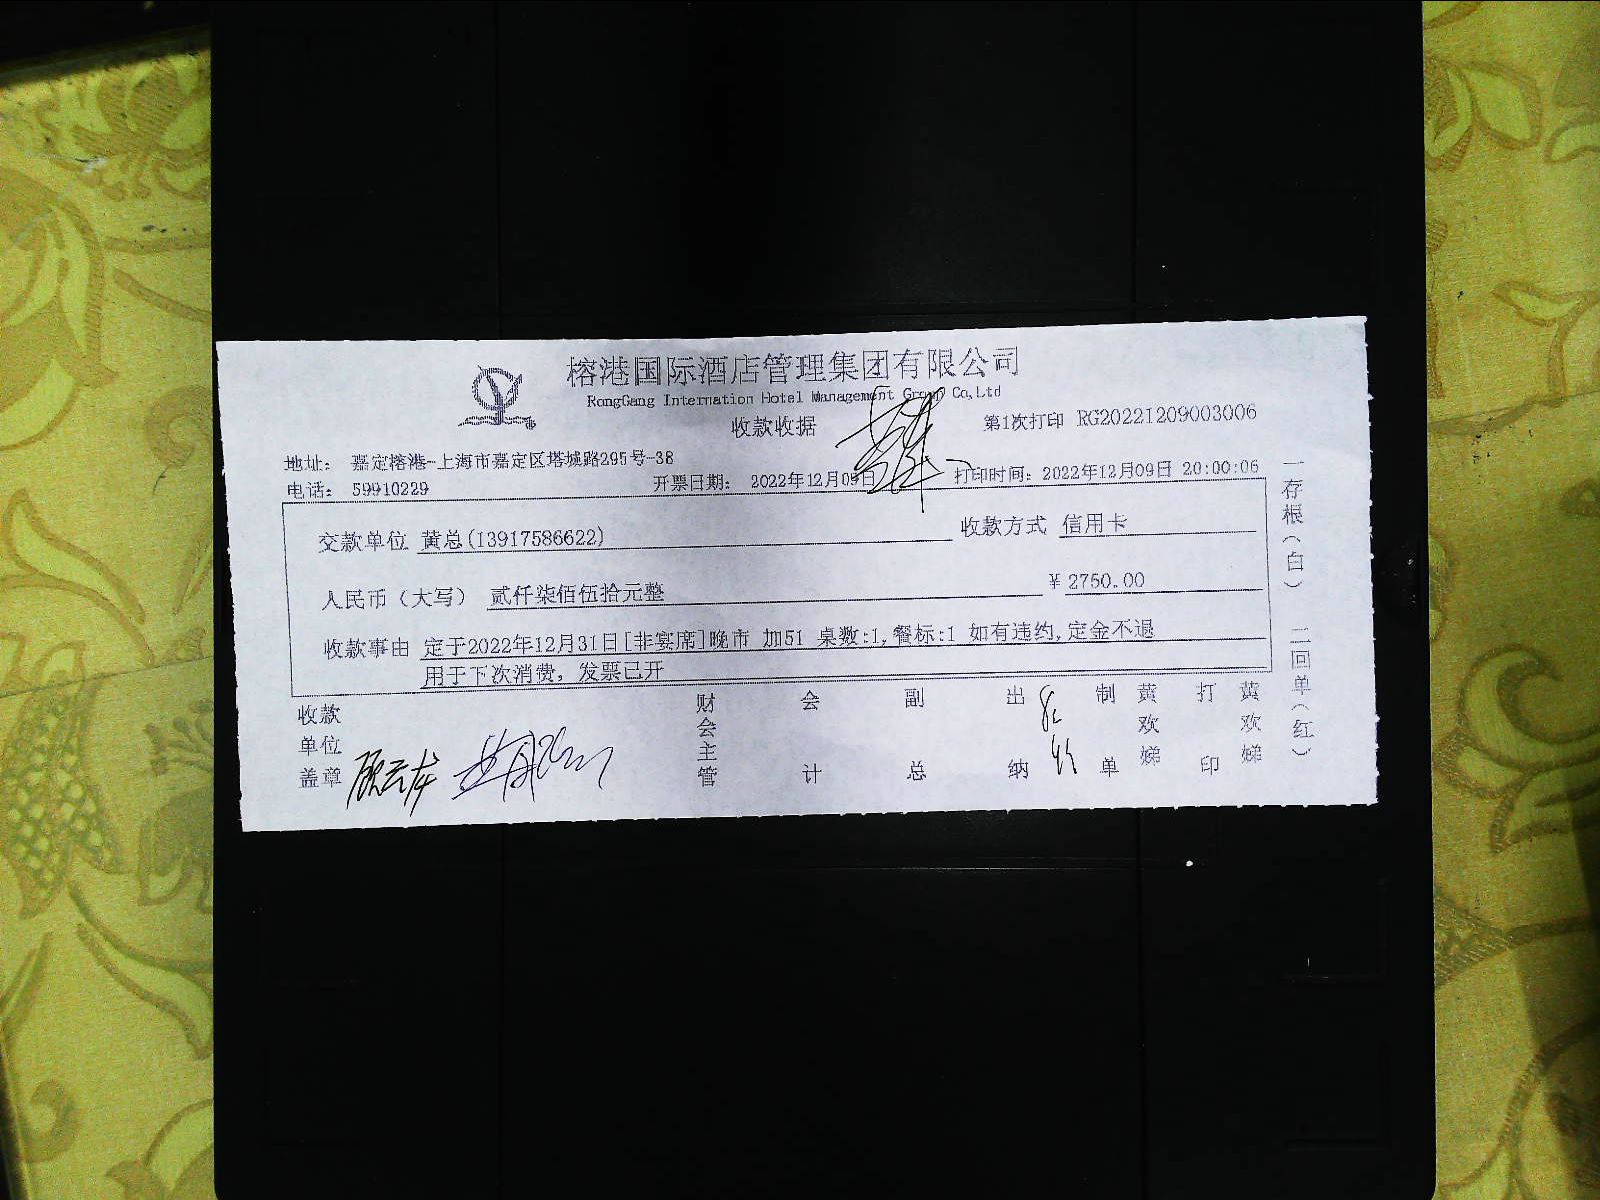 榕港国际酒店管理集团有限公司
RongGang Internation Hotel Management Group Co,Ltd
收款收据
第1次打印 RG20221209003006
地址： 嘉定榕港-上海市嘉定区塔城路295号-38
电话： 59910229
开票日期： 2022年12月09日
打印时间：2022年12月09日 20:00:06
交款单位 黄总(13917586622)
收款方式 信用卡
人民币（大写） 贰仟柒佰伍拾元整
￥2750.00
收款事由 定于2022年12月31日[非宴席]晚市 加51 桌数:1,餐标:1 如有违约,定金不退
用于下次消费，发票已开
收款单位盖章
财会主管
会计
副总
出纳
制单
黄欢娣
打印
黄欢娣
一存根（白）
二回单（红）